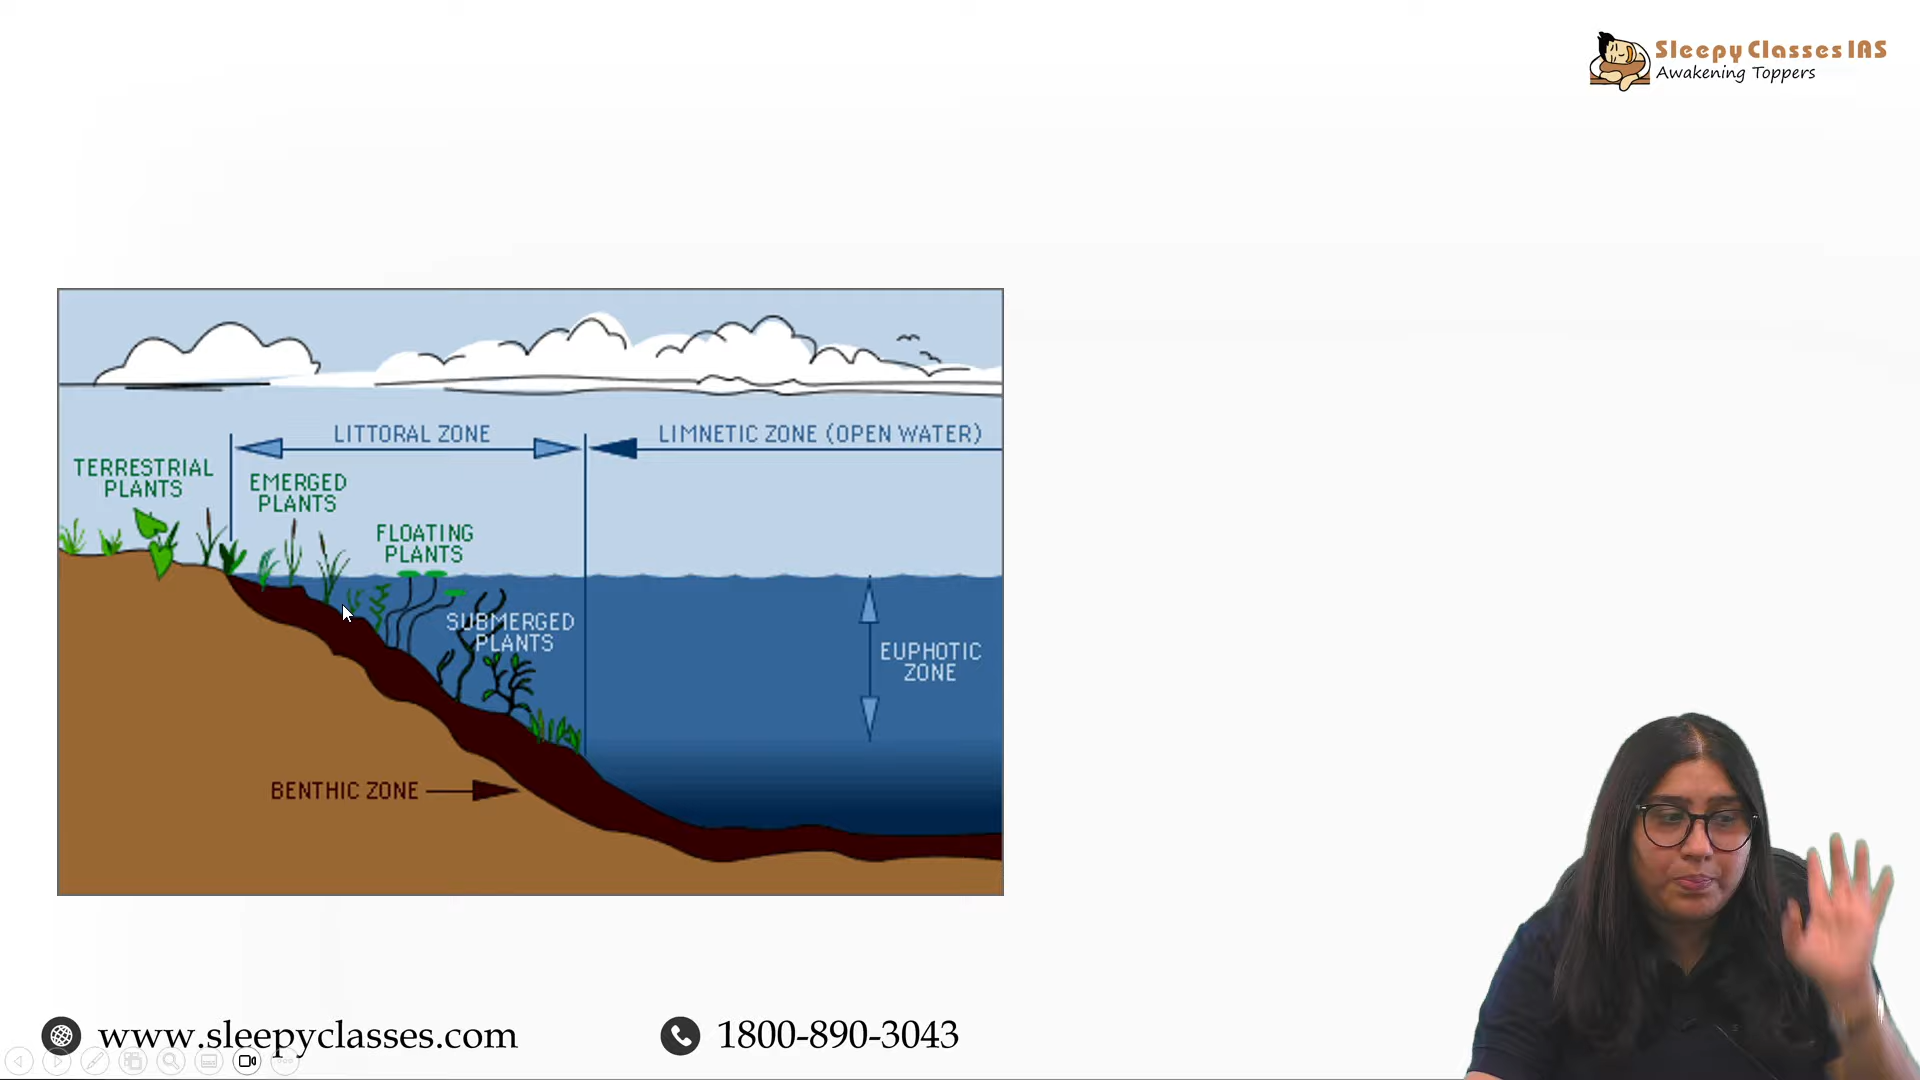 Sleepy Classes IAS
Awakening Toppers
LITTORAL ZONE
LIMNETIC ZONE (OPEN WATER)
TERRESTRIAL
PLANTS
EMERGED
PLANTS
FLOATING
PLANTS
SUBMERGED
PLANTS
EUPHOTIC
ZONE
BENTHIC ZONE
www.sleepyclasses.com
1800-890-3043